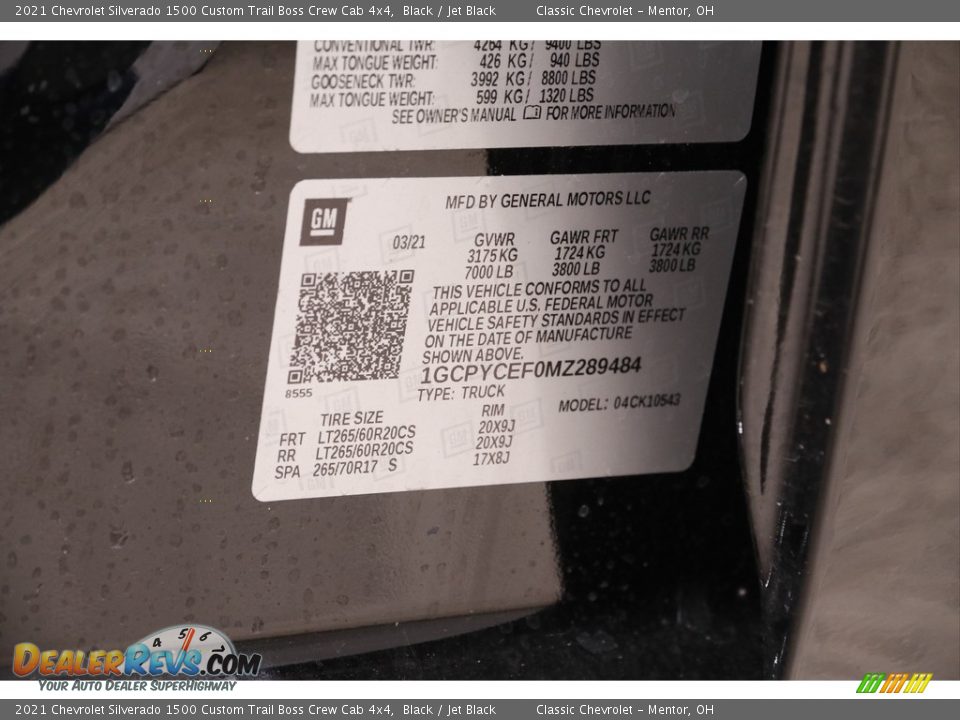 2021 Chevrolet Silverado 1500 Custom Trail Boss Crew Cab 4x4, Black / Jet Black Classic Chevrolet – Mentor, OH
CONVENTIONAL TWR: 4264 KG/ 9400 LBS
MAX TONGUE WEIGHT: 426 KG/ 940 LBS
GOOSENECK TWR: 3992 KG/ 8800 LBS
MAX TONGUE WEIGHT: 599 KG/ 1320 LBS
SEE OWNER'S MANUAL FOR MORE INFORMATION
GM
MFD BY GENERAL MOTORS LLC
03/21 GVWR GAWR FRT GAWR RR
3175 KG 1724 KG 1724 KG
7000 LB 3800 LB 3800 LB
THIS VEHICLE CONFORMS TO ALL
APPLICABLE U.S. FEDERAL MOTOR
VEHICLE SAFETY STANDARDS IN EFFECT
ON THE DATE OF MANUFACTURE
SHOWN ABOVE.
1GCPYCEF0MZ289484
8555
TYPE: TRUCK
MODEL: 04CK10543
TIRE SIZE RIM
FRT LT265/60R20CS 20X9J
RR LT265/60R20CS 20X9J
SPA 265/70R17 S 17X8J
4 5 6
DEALERREVS.COM
YOUR AUTO DEALER SUPERHIGHWAY
2021 Chevrolet Silverado 1500 Custom Trail Boss Crew Cab 4x4, Black / Jet Black Classic Chevrolet – Mentor, OH